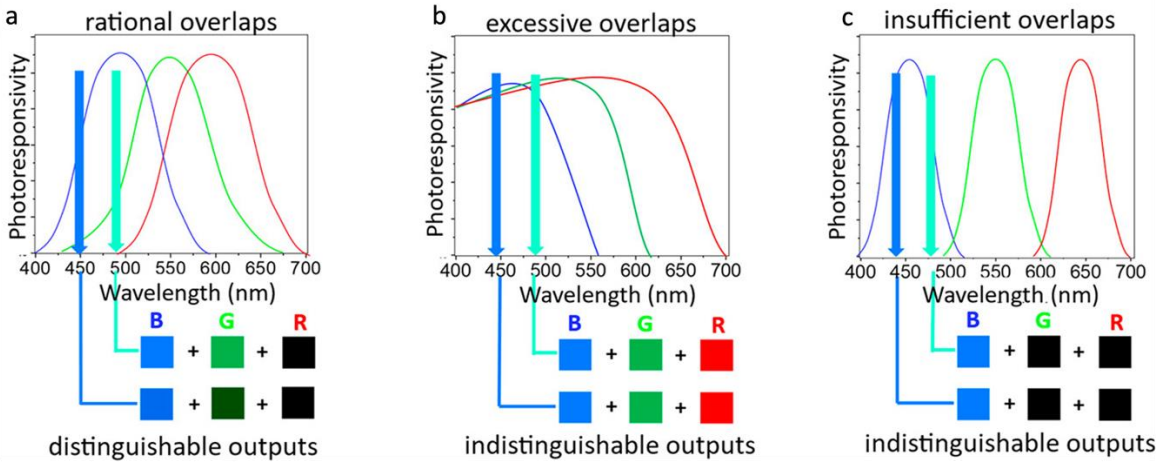 a
rational overlaps
Photoresponsivity
400 450 500 550 600 650 700
Wavelength (nm)
B G R
+ +
+ +
distinguishable outputs
b
excessive overlaps
Photoresponsivity
400 450 500 550 600 650 700
Wavelength (nm)
B G R
+ +
+ +
indistinguishable outputs
c
insufficient overlaps
Photoresponsivity
400 450 500 550 600 650 700
Wavelength (nm)
B G R
+ +
+ +
indistinguishable outputs